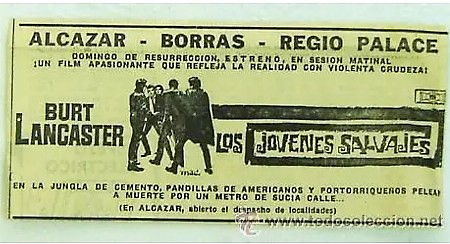 ALCAZAR - BORRAS - REGIO PALACE
DOMINGO DE RESURRECCION, ESTRENO, EN SESION MATINAL
¡UN FILM APASIONANTE QUE REFLEJA LA REALIDAD CON VIOLENTA CRUDEZA!
BURT
LANCASTER
LOS JOVENES SALVAJES
EN LA JUNGLA DE CEMENTO, PANDILLAS DE AMERICANOS Y PORTORRIQUEÑOS PELEAN
A MUERTE POR UN METRO DE SUCIA CALLE...
(En ALCAZAR, abierto el despacho de localidades)
todocoleccion.net